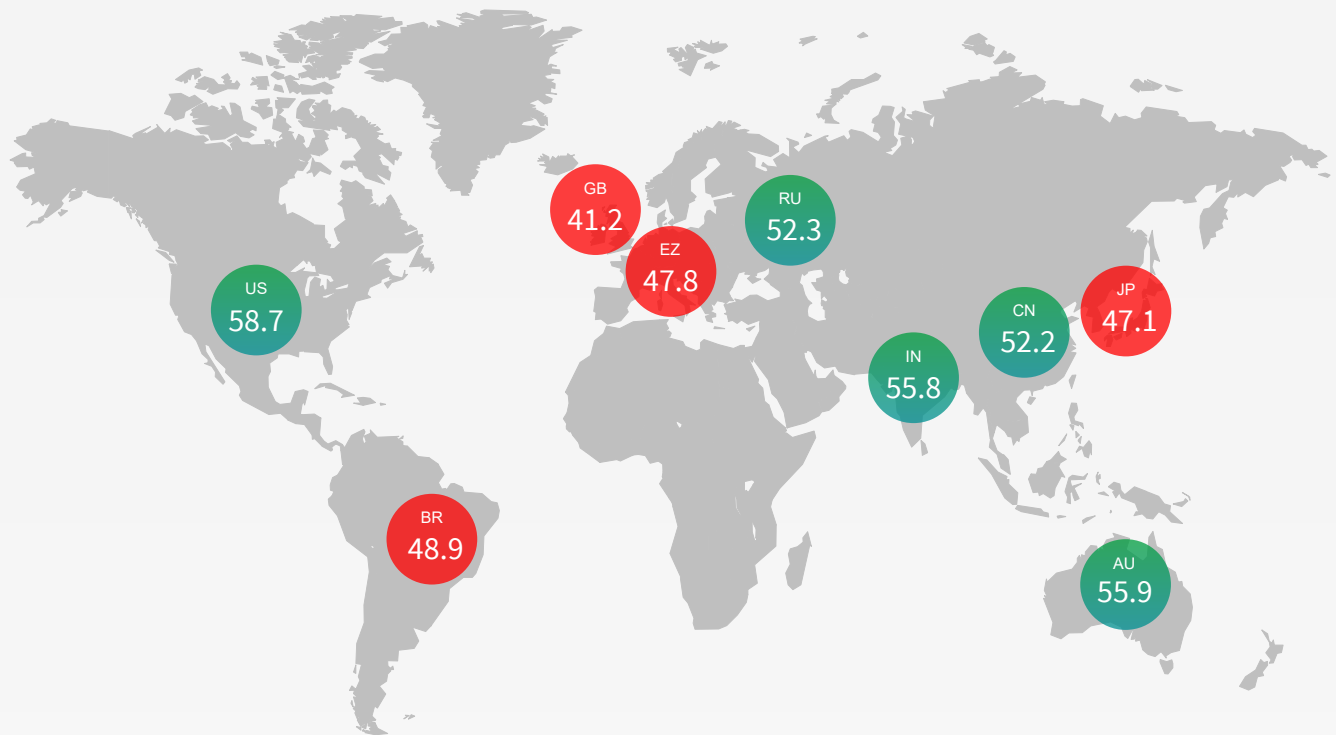 GB
41.2
RU
52.3
EZ
47.8
US
58.7
JP
47.1
CN
52.2
IN
55.8
BR
48.9
AU
55.9